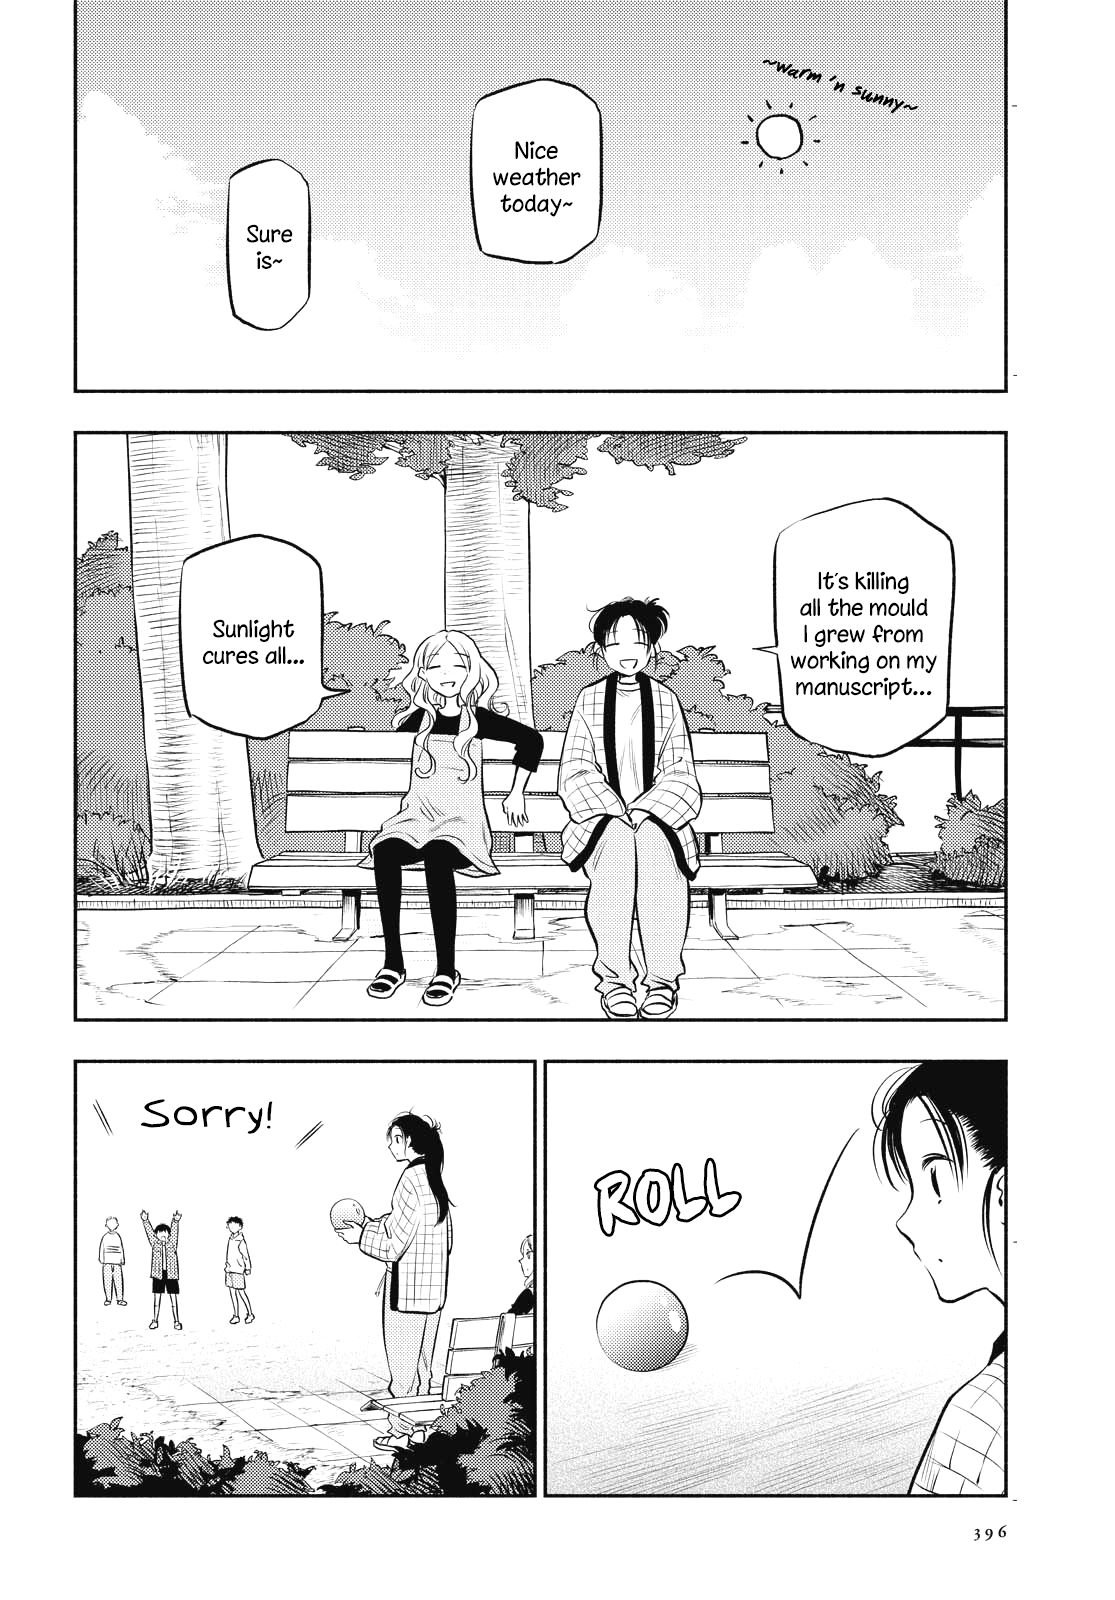 ~warm 'n sunny~
Nice
weather
today~
Sure
is~
It's killing
all the mould
I grew from
working on my
manuscript...
Sunlight
cures all...
ROLL
Sorry!
396